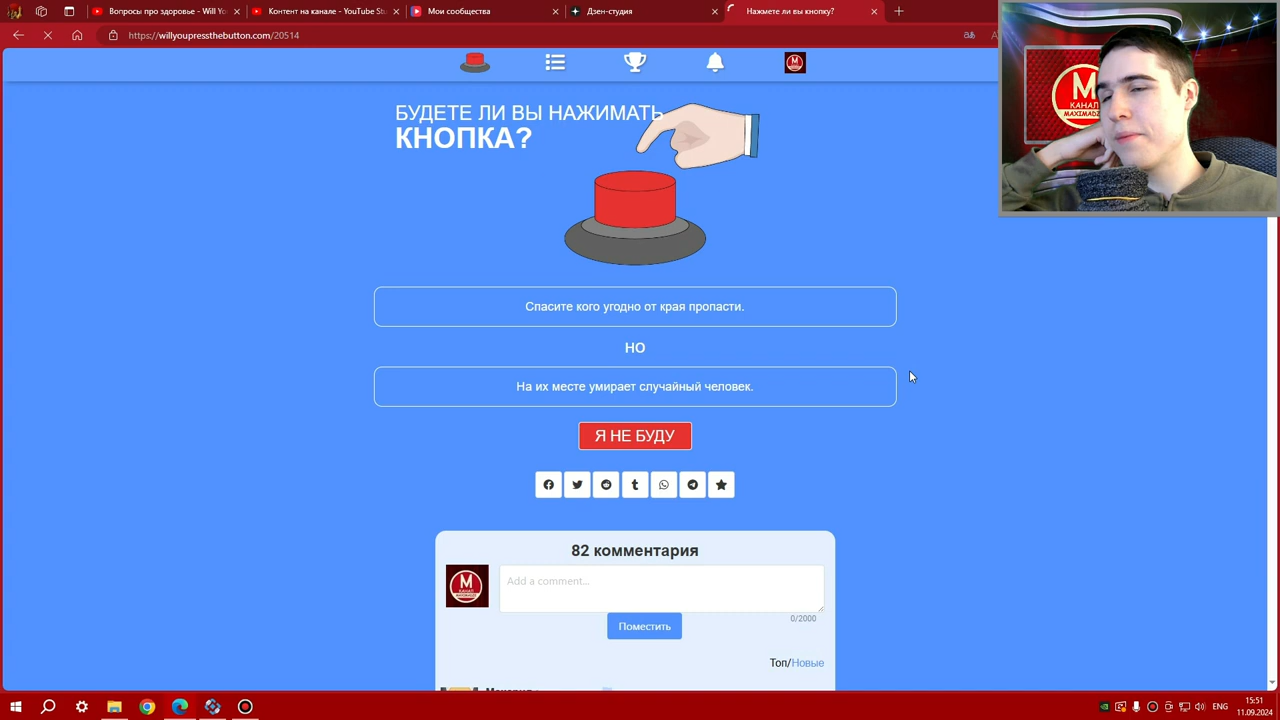 Вопросы про здоровье - Will Yo
Контент на канале - YouTube Stu
Мои сообщества
Дзен-студия
Нажмете ли вы кнопку?
https://willyoupressthebutton.com/20514
М
КАНАЛ
MAXIMADZ
БУДЕТЕ ЛИ ВЫ НАЖИМАТЬ
КНОПКА?
Спасите кого угодно от края пропасти.
НО
На их месте умирает случайный человек.
Я НЕ БУДУ
82 комментария
М
КАНАЛ
Add a comment...
0/2000
Поместить
Топ/Новые
ENG
15:51
11.09.2024